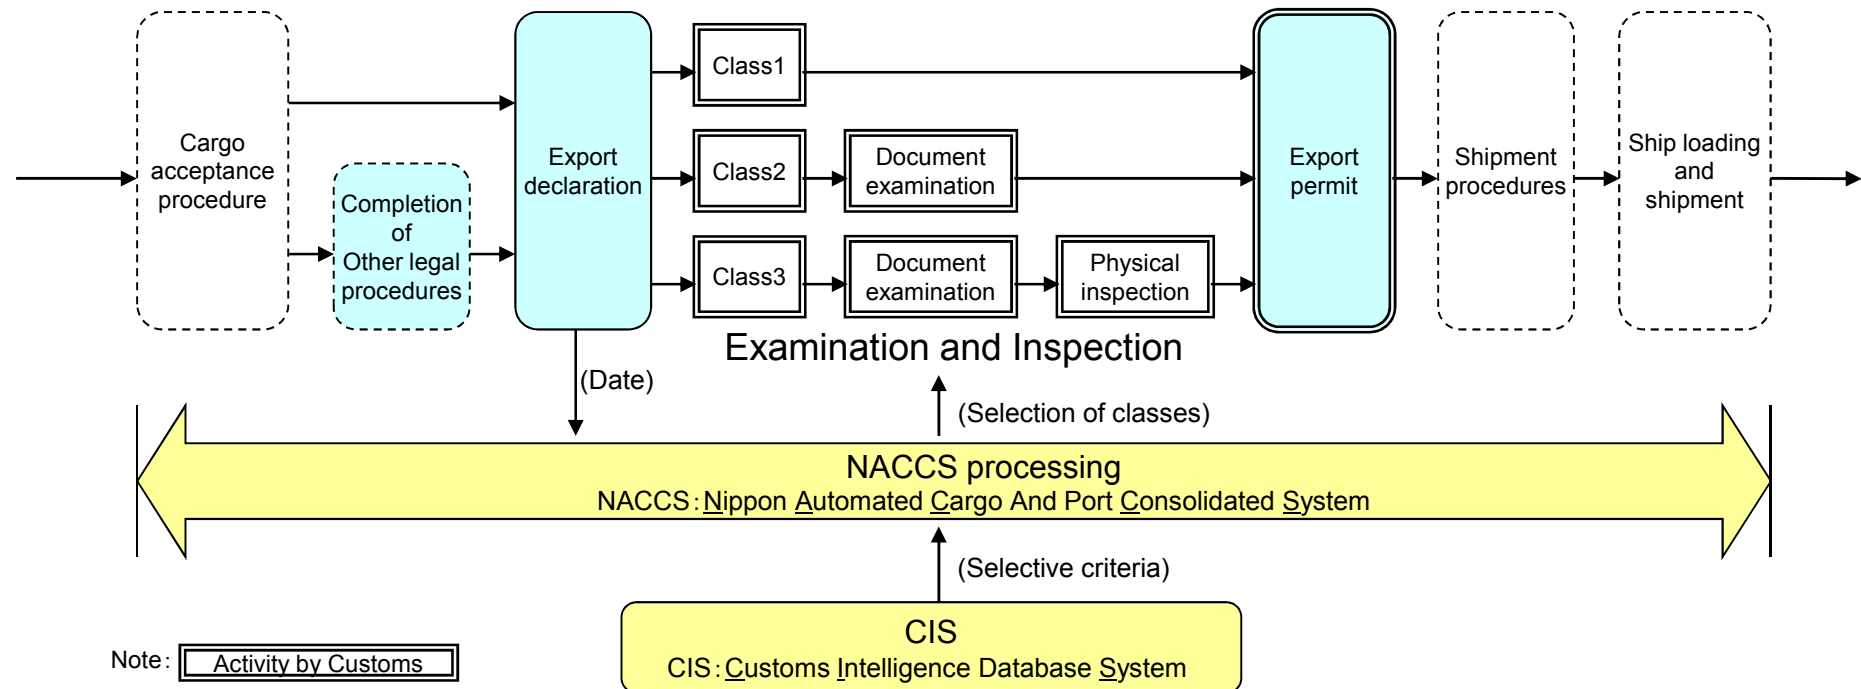 Cargo
acceptance
procedure
Completion
of
Other legal
procedures
Export
declaration
Class1
Class2
Document
examination
Class3
Document
examination
Physical
inspection
Export
permit
Shipment
procedures
Ship loading
and
shipment
Examination and Inspection
(Date)
(Selection of classes)
NACCS processing
NACCS：Nippon Automated Cargo And Port Consolidated System
(Selective criteria)
CIS
CIS：Customs Intelligence Database System
Note： Activity by Customs